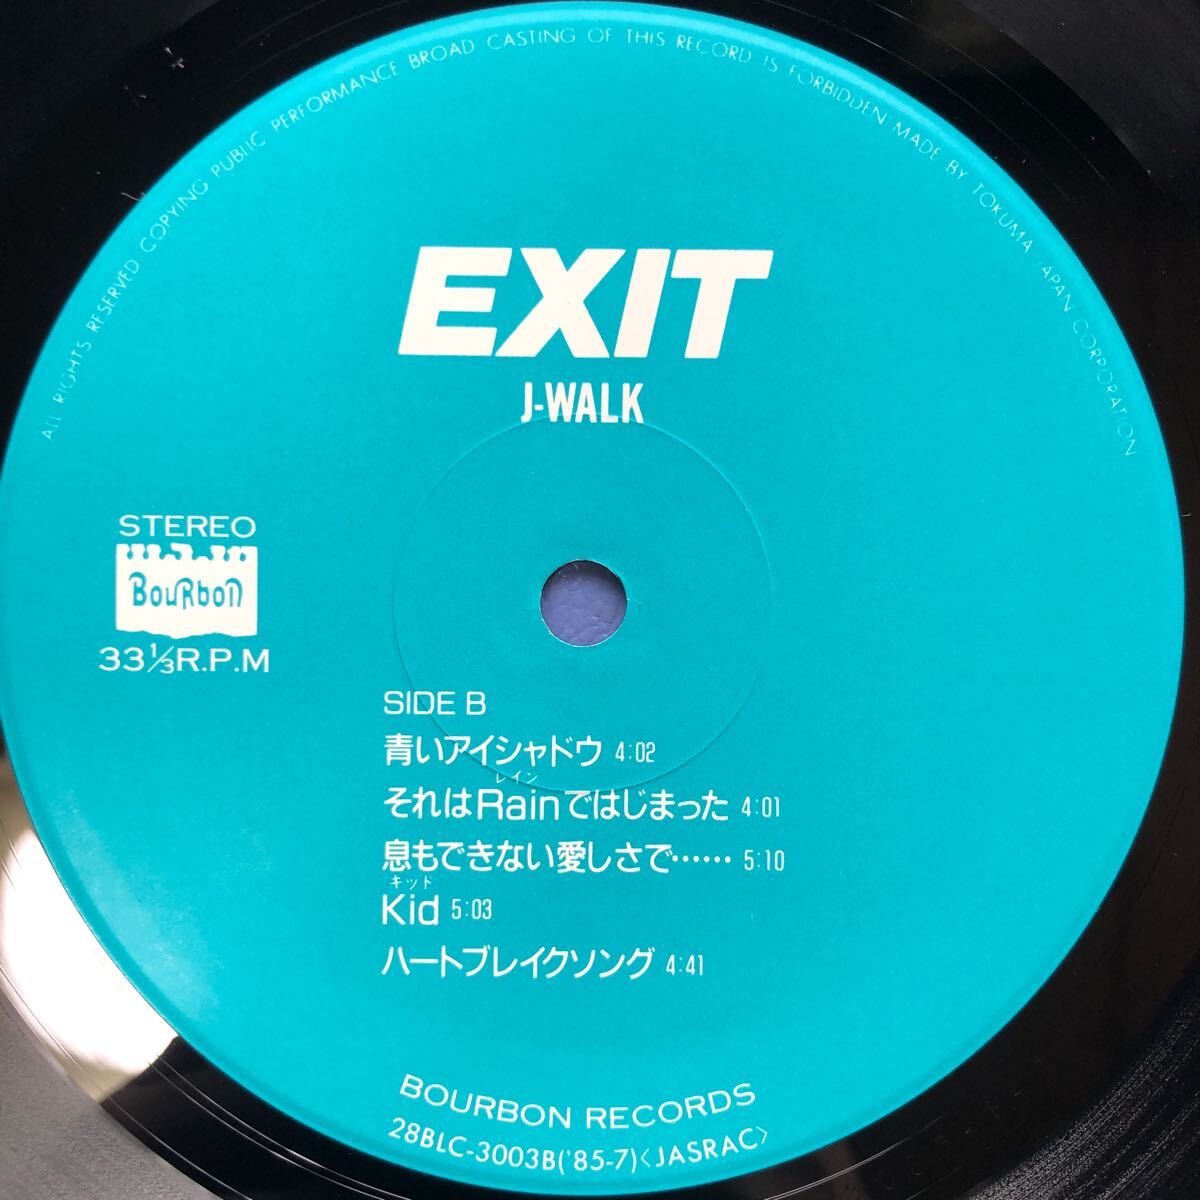 ALL RIGHTS RESERVED COPYING PUBLIC PERFORMANCE BROAD CASTING OF THIS RECORD IS FORBIDDEN MADE BY TOKUMA JAPAN CORPORATION
EXIT
J-WALK
STEREO
BOURBON
33⅓R.P.M
SIDE B
青いアイシャドウ 4:02
レイン
それはRainではじまった 4:01
息もできない愛しさで…… 5:10
キッド
Kid 5:03
ハートブレイクソング 4:41
BOURBON RECORDS
28BLC-3003B('85-7)<JASRAC>